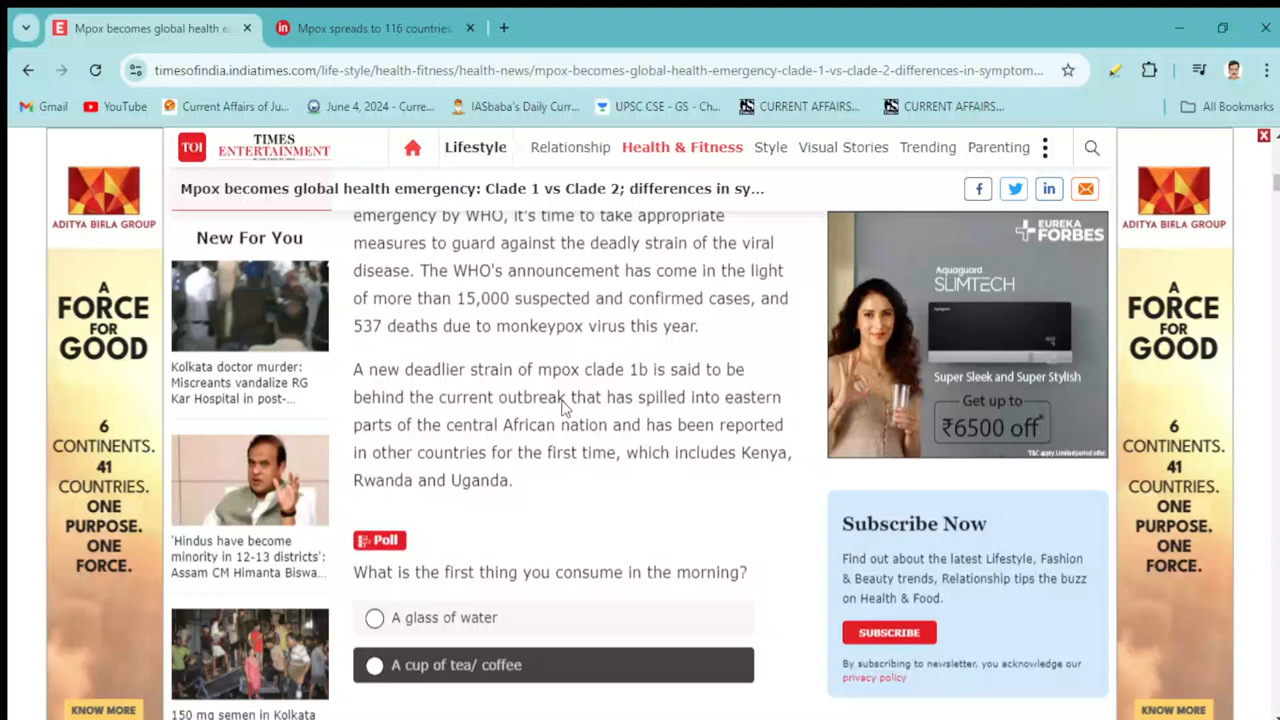 Mpox becomes global health e
Mpox spreads to 116 countries
timesofindia.indiatimes.com/life-style/health-fitness/health-news/mpox-becomes-global-health-emergency-clade-1-vs-clade-2-differences-in-symptom...
Gmail
YouTube
Current Affairs of Ju...
June 4, 2024 - Curre...
IASbaba's Daily Curr...
UPSC CSE - GS - Ch...
CURRENT AFFAIRS...
CURRENT AFFAIRS...
All Bookmarks
TOI
TIMES
ENTERTAINMENT
Lifestyle
Relationship
Health & Fitness
Style
Visual Stories
Trending
Parenting
Mpox becomes global health emergency: Clade 1 vs Clade 2; differences in sy...
ADITYA BIRLA GROUP
A
FORCE
FOR
GOOD
6
CONTINENTS.
41
COUNTRIES.
ONE
PURPOSE.
ONE
FORCE.
KNOW MORE
New For You
Kolkata doctor murder:
Miscreants vandalize RG
Kar Hospital in post-...
'Hindus have become
minority in 12-13 districts':
Assam CM Himanta Biswa...
150 mg semen in Kolkata
emergency by WHO, it's time to take appropriate
measures to guard against the deadly strain of the viral
disease. The WHO's announcement has come in the light
of more than 15,000 suspected and confirmed cases, and
537 deaths due to monkeypox virus this year.
A new deadlier strain of mpox clade 1b is said to be
behind the current outbreak that has spilled into eastern
parts of the central African nation and has been reported
in other countries for the first time, which includes Kenya,
Rwanda and Uganda.
Poll
What is the first thing you consume in the morning?
A glass of water
A cup of tea/ coffee
EUREKA
FORBES
Aquaguard
SLIMTECH
Super Sleek and Super Stylish
Get up to
₹6500 off*
Subscribe Now
Find out about the latest Lifestyle, Fashion
& Beauty trends, Relationship tips the buzz
on Health & Food.
SUBSCRIBE
By subscribing to newsletter, you acknowledge our
privacy policy
ADITYA BIRLA GROUP
A
FORCE
FOR
GOOD
6
CONTINENTS.
41
COUNTRIES.
ONE
PURPOSE.
ONE
FORCE.
KNOW MORE